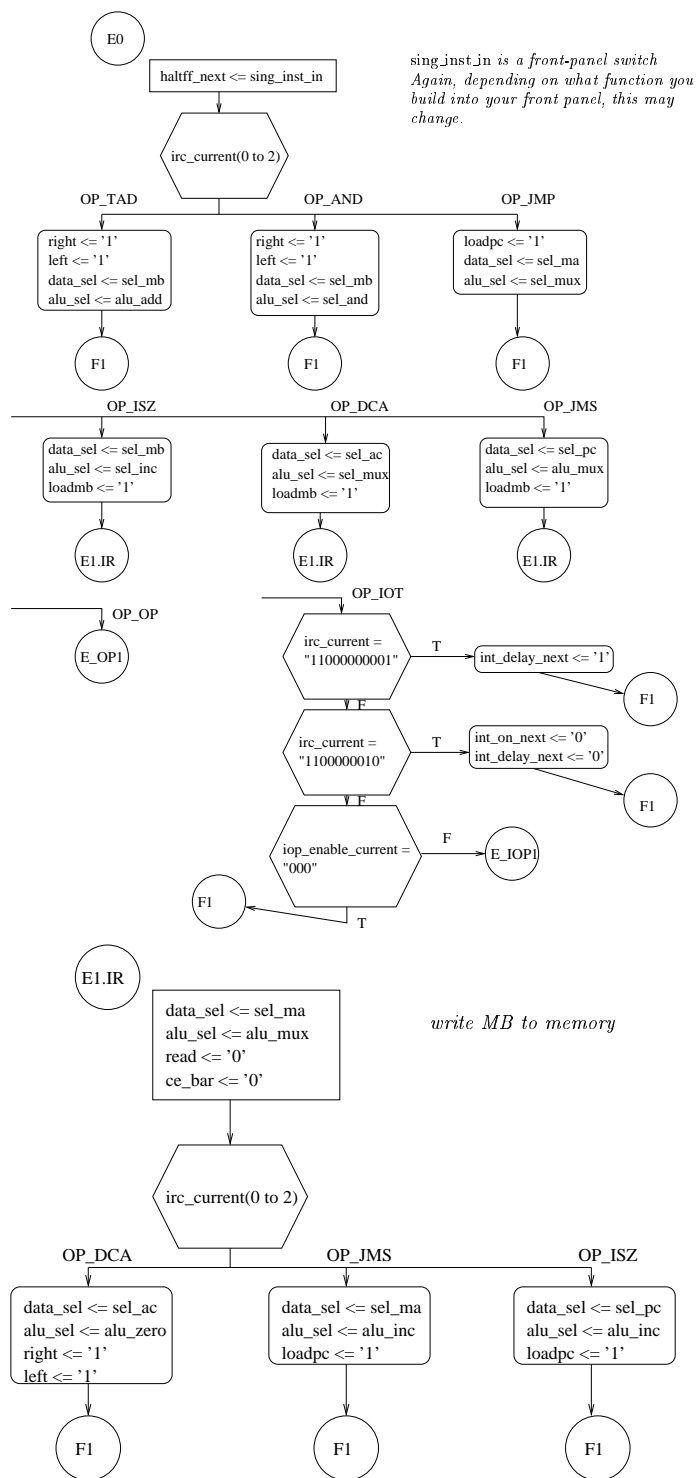 E0
haltff_next <= sing_inst_in
sing_inst_in is a front-panel switch
Again, depending on what function you
build into your front panel, this may
change.
irc_current(0 to 2)
OP_TAD
OP_AND
OP_JMP
right <= '1'
left <= '1'
data_sel <= sel_mb
alu_sel <= alu_add
right <= '1'
left <= '1'
data_sel <= sel_mb
alu_sel <= sel_and
loadpc <= '1'
data_sel <= sel_ma
alu_sel <= sel_mux
F1
F1
F1
OP_ISZ
OP_DCA
OP_JMS
data_sel <= sel_mb
alu_sel <= sel_inc
loadmb <= '1'
data_sel <= sel_ac
alu_sel <= sel_mux
loadmb <= '1'
data_sel <= sel_pc
alu_sel <= alu_mux
loadmb <= '1'
E1.IR
E1.IR
E1.IR
OP_OP
E_OP1
OP_IOT
irc_current =
"11000000001"
T
int_delay_next <= '1'
F1
F
irc_current =
"1100000010"
T
int_on_next <= '0'
int_delay_next <= '0'
F1
F
iop_enable_current =
"000"
F
E_IOP1
F1
T
E1.IR
data_sel <= sel_ma
alu_sel <= alu_mux
read <= '0'
ce_bar <= '0'
write MB to memory
irc_current(0 to 2)
OP_DCA
OP_JMS
OP_ISZ
data_sel <= sel_ac
alu_sel <= alu_zero
right <= '1'
left <= '1'
data_sel <= sel_ma
alu_sel <= alu_inc
loadpc <= '1'
data_sel <= sel_pc
alu_sel <= alu_inc
loadpc <= '1'
F1
F1
F1